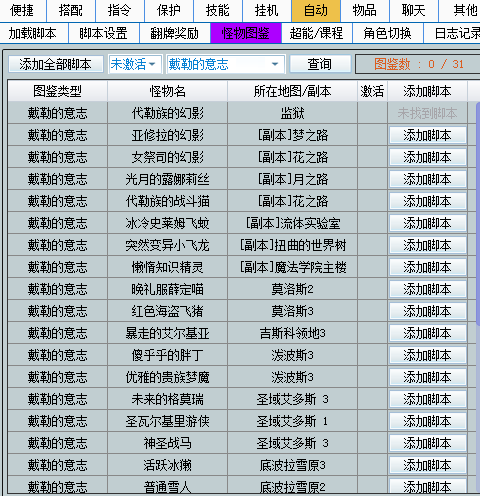 便捷 搭配 指令 保护 技能 挂机 自动 物品 聊天 其他
加载脚本 脚本设置 翻牌奖励 怪物图鉴 超能/课程 角色切换 日志记录
添加全部脚本 未激活 戴勒的意志 查询 图鉴数 : 0 / 31
图鉴类型 怪物名 所在地图/副本 激活 添加脚本
戴勒的意志 代勒族的幻影 监狱 未找到脚本
戴勒的意志 亚修拉的幻影 [副本]梦之路 添加脚本
戴勒的意志 女祭司的幻影 [副本]花之路 添加脚本
戴勒的意志 光月的露娜莉丝 [副本]月之路 添加脚本
戴勒的意志 代勒族的战斗猫 [副本]花之路 添加脚本
戴勒的意志 冰冷史莱姆飞蚊 [副本]流体实验室 添加脚本
戴勒的意志 突然变异小飞龙 [副本]扭曲的世界树 添加脚本
戴勒的意志 懒惰知识精灵 [副本]魔法学院主楼 添加脚本
戴勒的意志 晚礼服薛定喵 莫洛斯2 添加脚本
戴勒的意志 红色海盗飞猪 莫洛斯3 添加脚本
戴勒的意志 暴走的艾尔基亚 吉斯科领地3 添加脚本
戴勒的意志 傻乎乎的胖丁 泼波斯3 添加脚本
戴勒的意志 优雅的贵族梦魔 泼波斯3 添加脚本
戴勒的意志 未来的格莫瑞 圣域艾多斯 3 添加脚本
戴勒的意志 圣瓦尔基里游侠 圣域艾多斯 1 添加脚本
戴勒的意志 神圣战马 圣域艾多斯 3 添加脚本
戴勒的意志 活跃冰獭 底波拉雪原3 添加脚本
戴勒的意志 普通雪人 底波拉雪原2 添加脚本